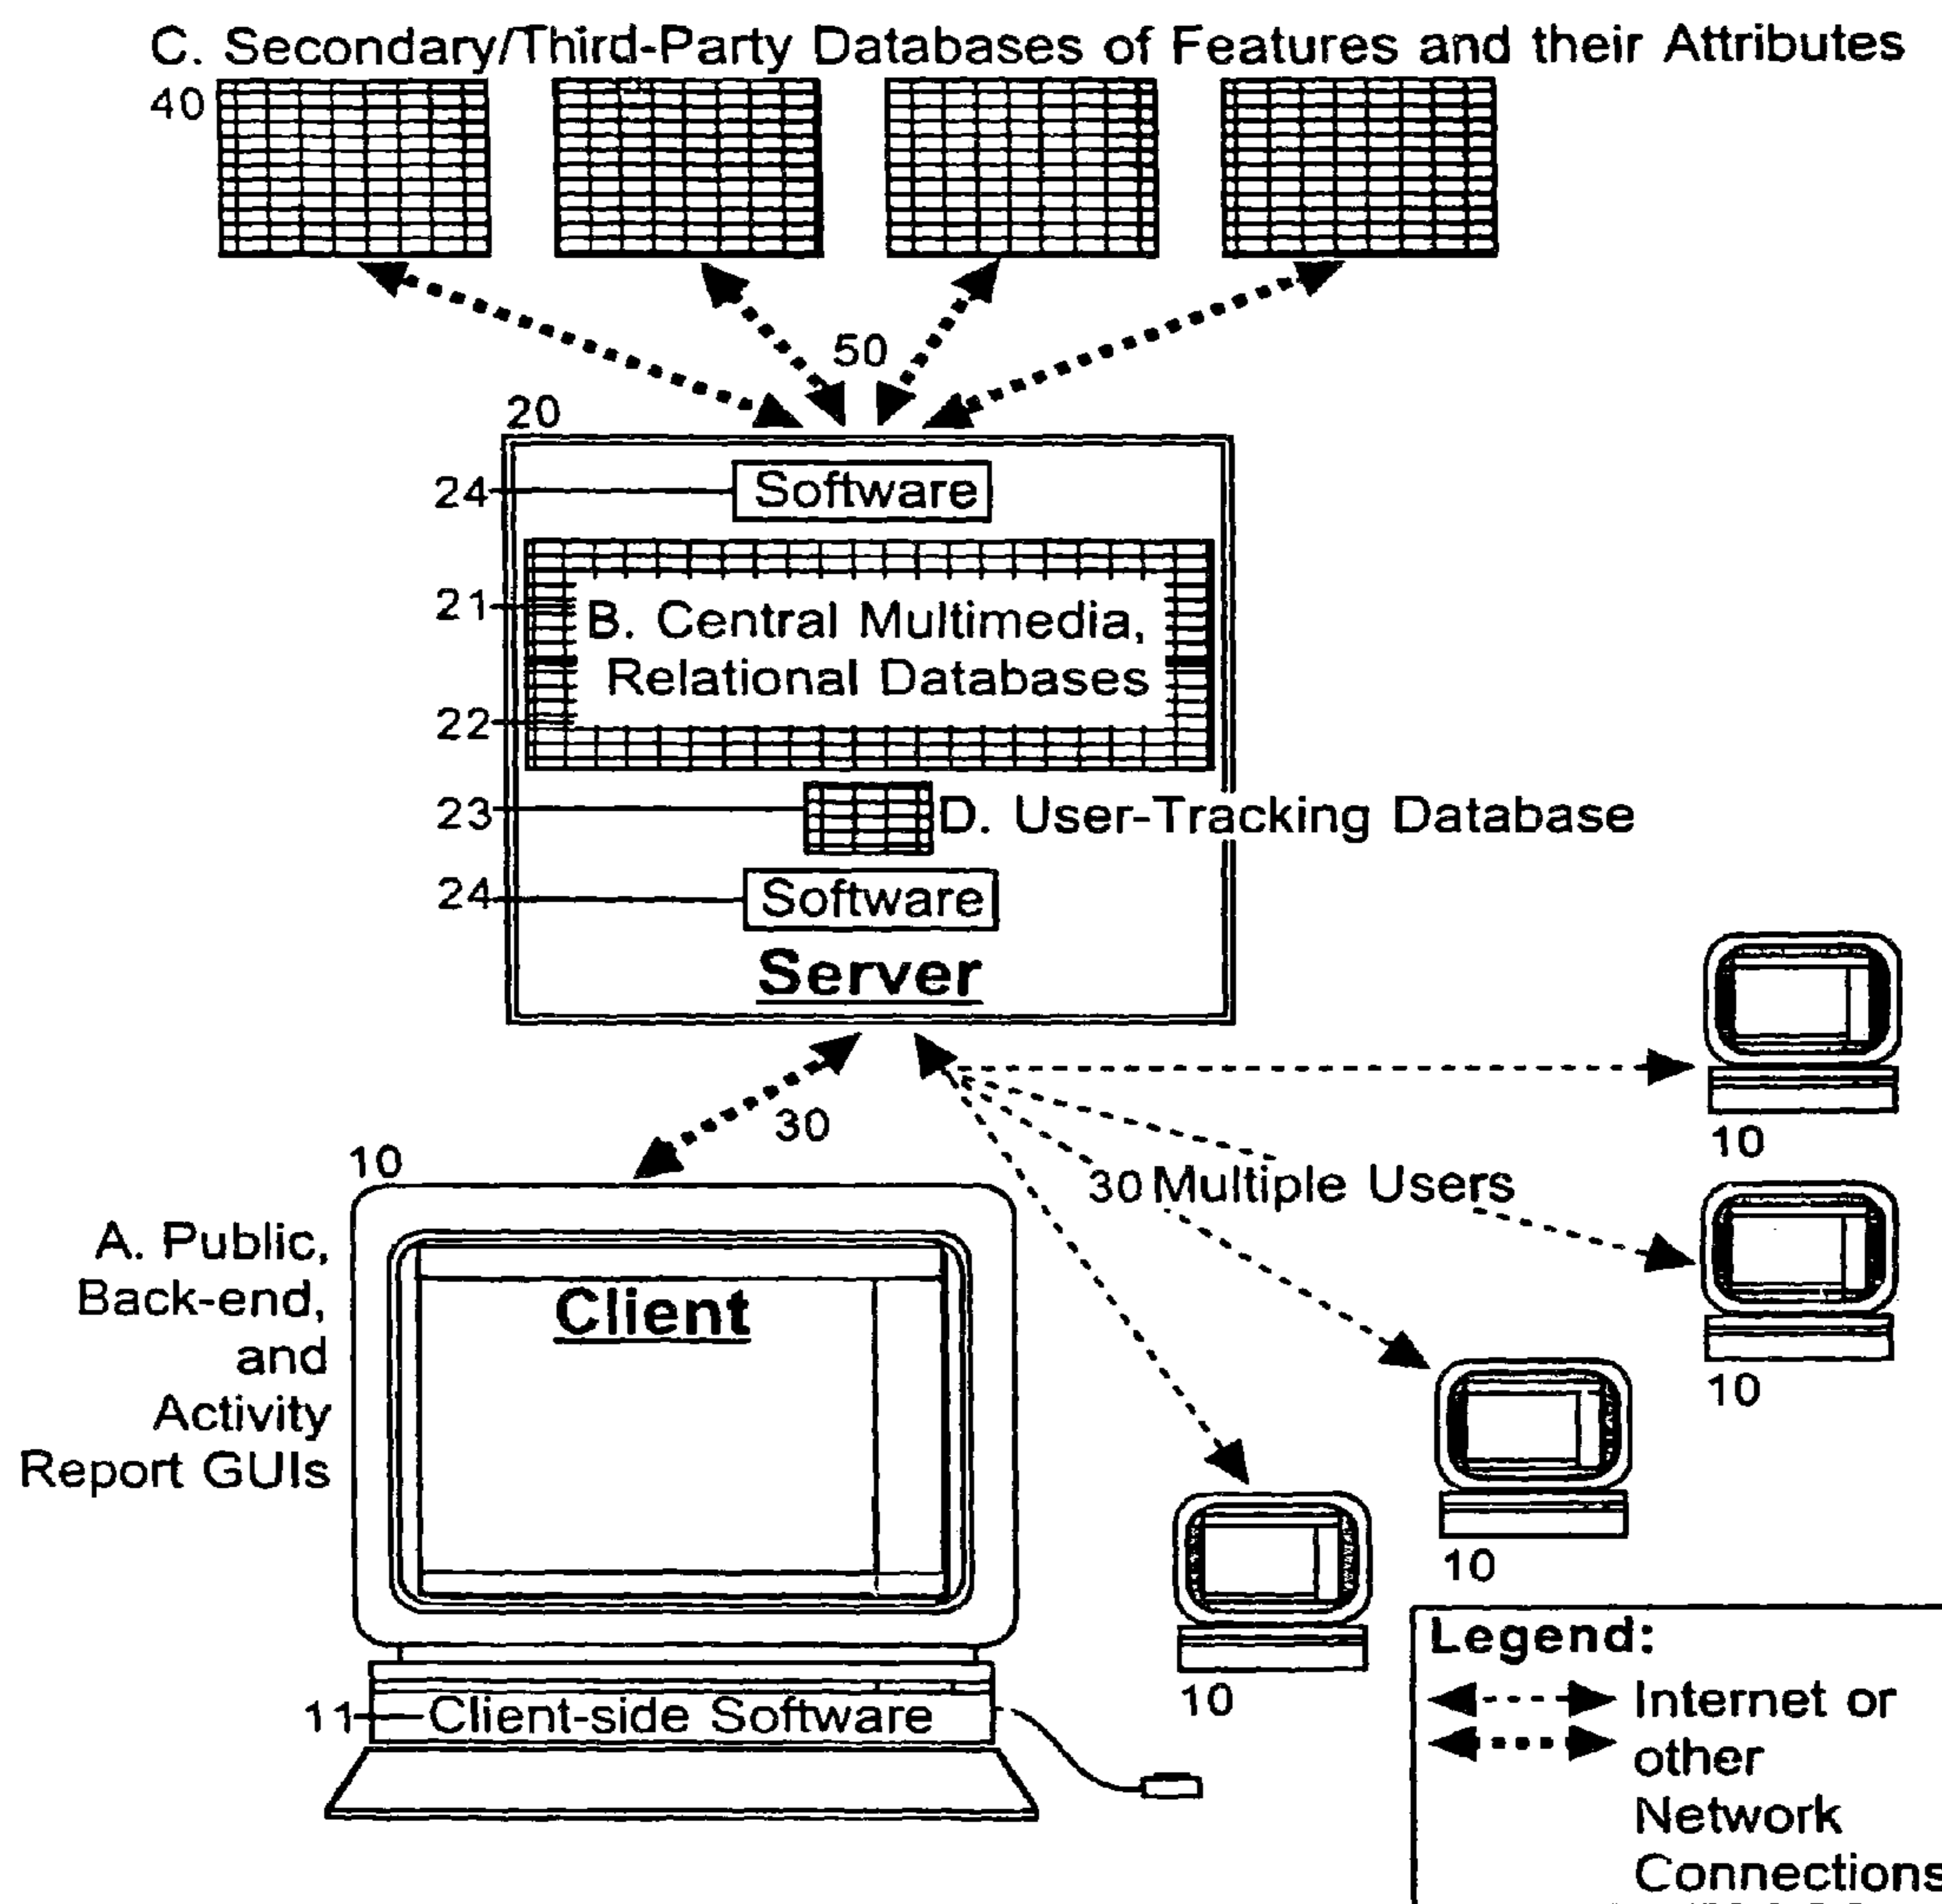 C. Secondary/Third-Party Databases of Features and their Attributes
40
50
20
24 Software
21 B. Central Multimedia,
Relational Databases
22
23 D. User-Tracking Database
24 Software
Server
30
10
10
30 Multiple Users
A. Public,
Back-end,
and
Activity
Report GUIs
Client
10
10
10
11 Client-side Software
Legend:
Internet or
other
Network
Connections